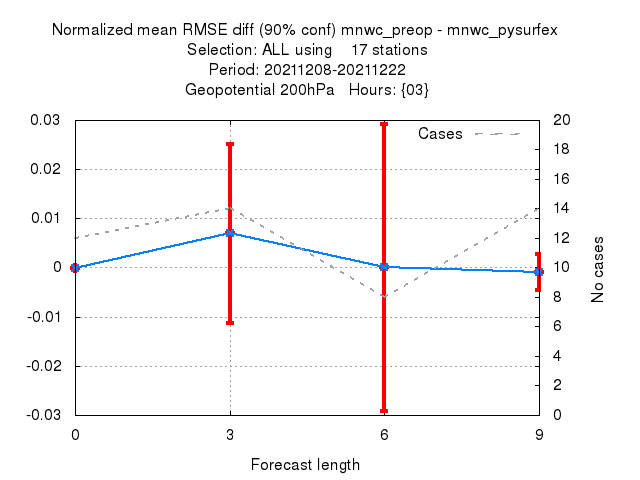 Normalized mean RMSE diff (90% conf) mnwc_preop - mnwc_pysurfex
Selection: ALL using    17 stations
Period: 20211208-20211222
Geopotential 200hPa   Hours: {03}
Cases
0.03
0.02
0.01
0
-0.01
-0.02
-0.03
20
18
16
14
12
10
8
6
4
2
0
No cases
0 3 6 9
Forecast length